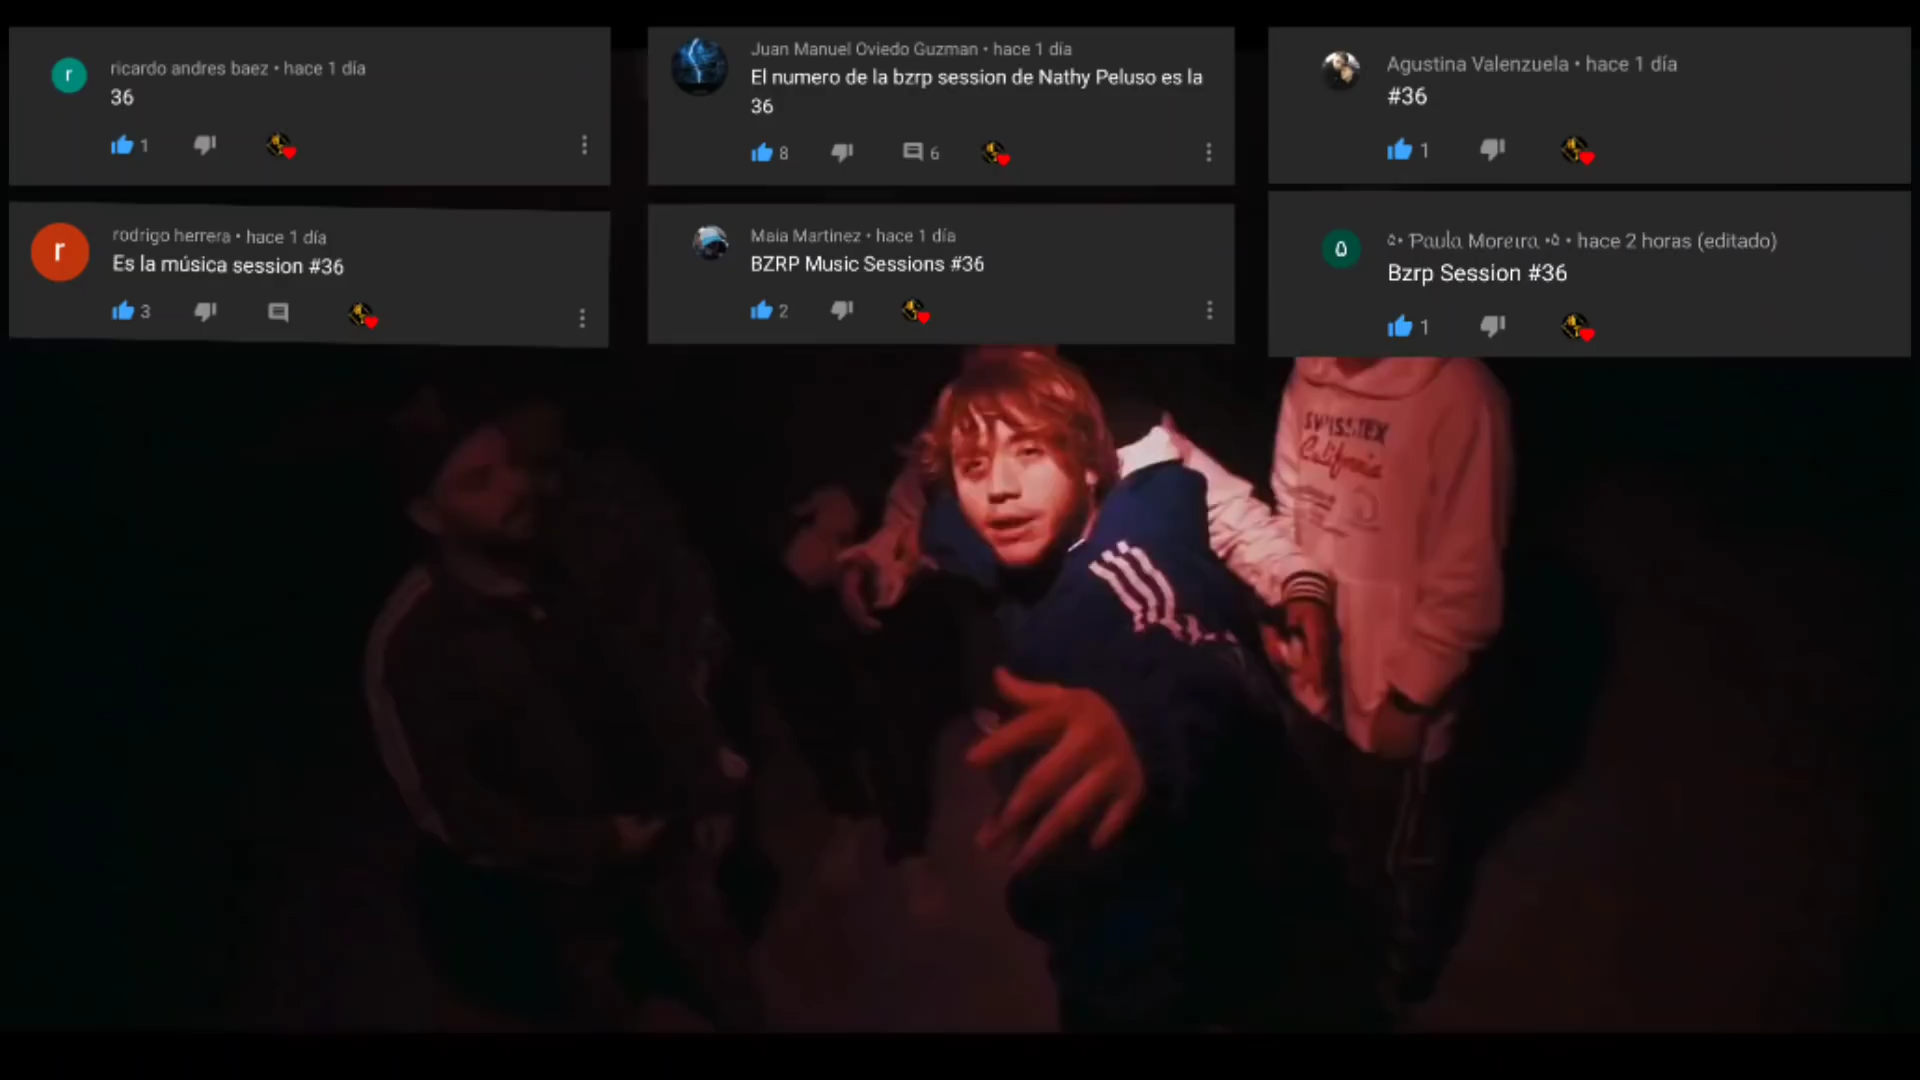 r
ricardo andres baez • hace 1 día
36
1
Juan Manuel Oviedo Guzman • hace 1 día
El numero de la bzrp session de Nathy Peluso es la
36
8
6
Agustina Valenzuela • hace 1 día
#36
1
r
rodrigo herrera • hace 1 día
Es la música session #36
3
Maia Martinez • hace 1 día
BZRP Music Sessions #36
2
Paula Moreira • hace 2 horas (editado)
Bzrp Session #36
1
California